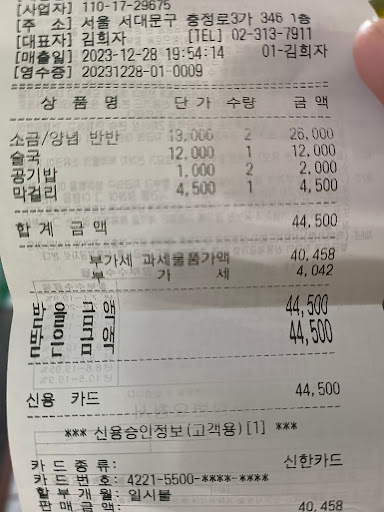 [사업자] 110-17-29675
[주 소] 서울 서대문구 충정로3가 346 1층
[대표자] 김희자 [TEL] 02-313-7911
[매출일] 2023-12-28 19:54:14 01-김희자
[영수증] 20231228-01-0009
상 품 명 단 가 수량 금 액
소금/양념 반반 13,000 2 26,000
술국 12,000 1 12,000
공기밥 1,000 2 2,000
막걸리 4,500 1 4,500
합 계 금 액 44,500
부가세 과세물품가액 40,458
부 가 세 4,042
받을금액 44,500
받은금액 44,500
신용 카드 44,500
*** 신용승인정보(고객용) [1] ***
카 드 종 류: 신한카드
카 드 번 호: 4221-5500-****-****
할 부 개 월: 일시불
판 매 금 액: 40,458